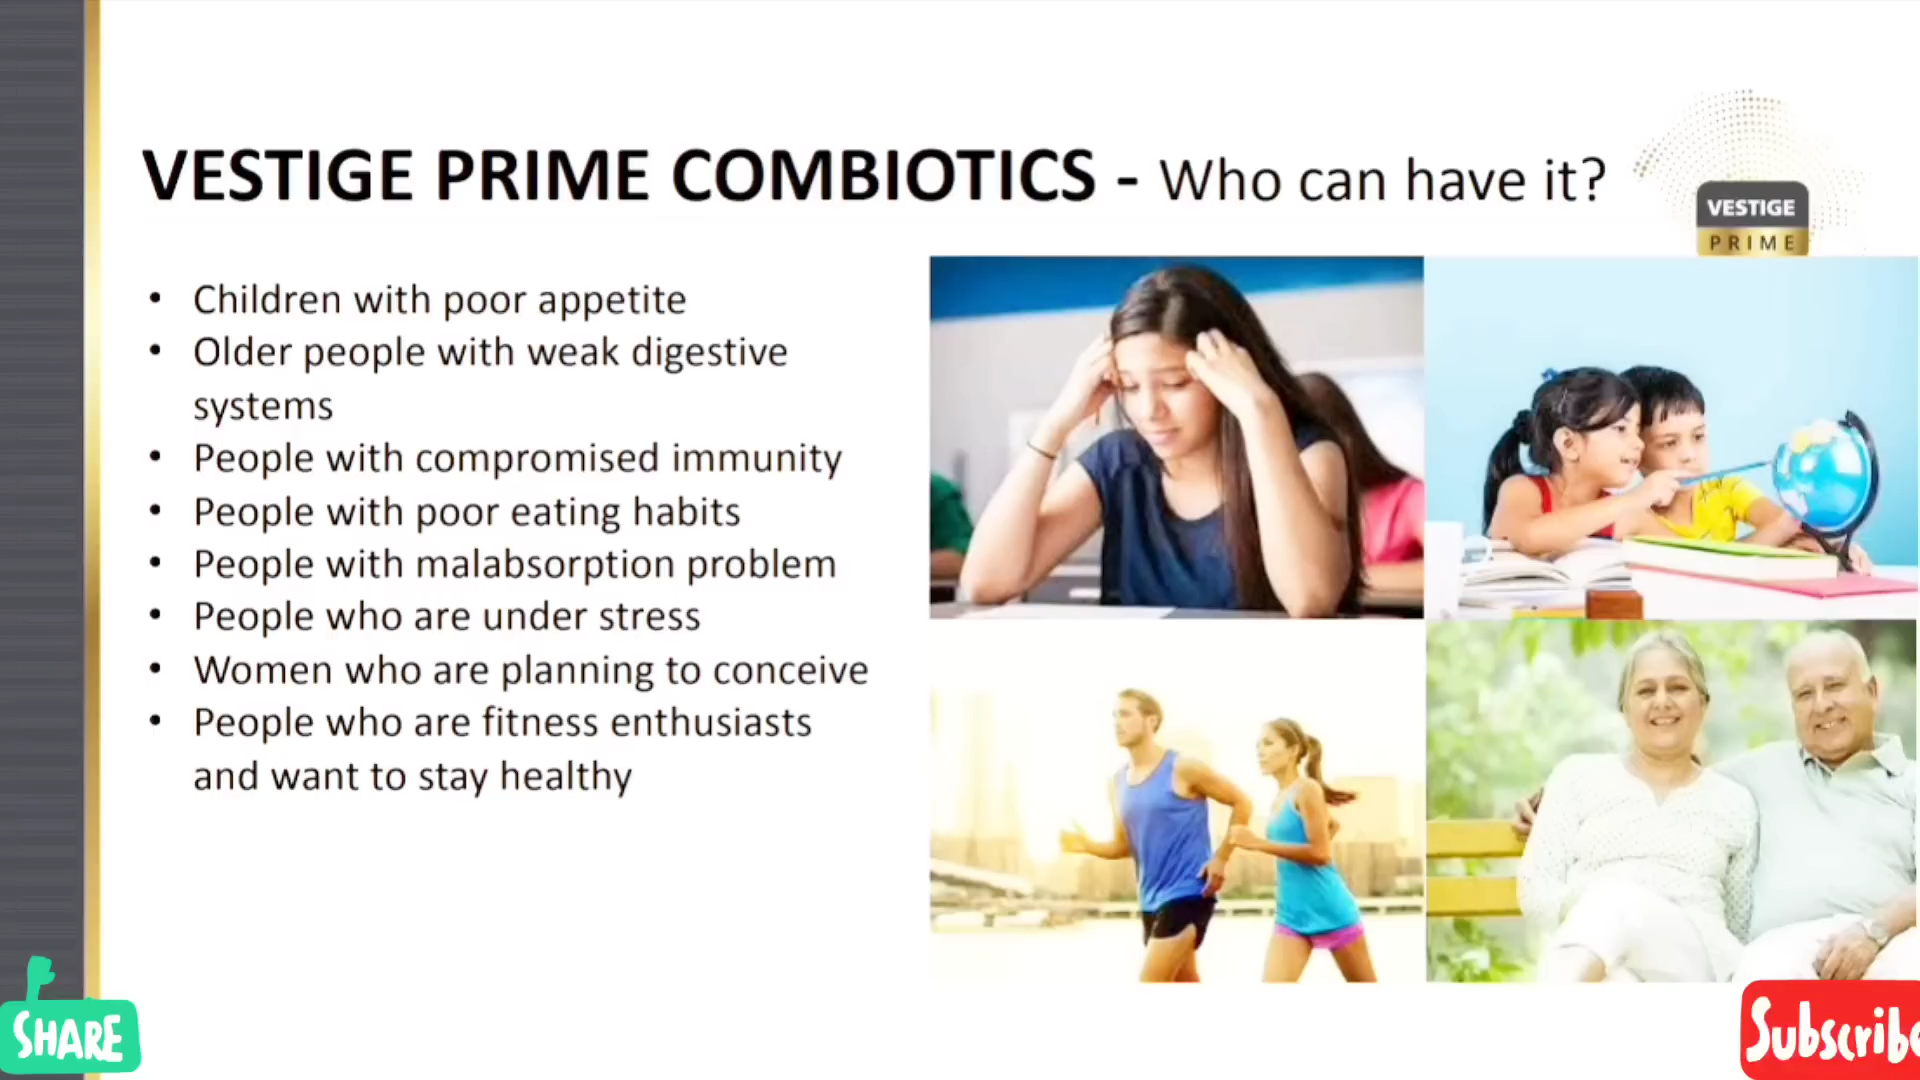 VESTIGE PRIME COMBIOTICS - Who can have it?
VESTIGE
PRIME
• Children with poor appetite
• Older people with weak digestive
systems
• People with compromised immunity
• People with poor eating habits
• People with malabsorption problem
• People who are under stress
• Women who are planning to conceive
• People who are fitness enthusiasts
and want to stay healthy
SHARE
Subscribe